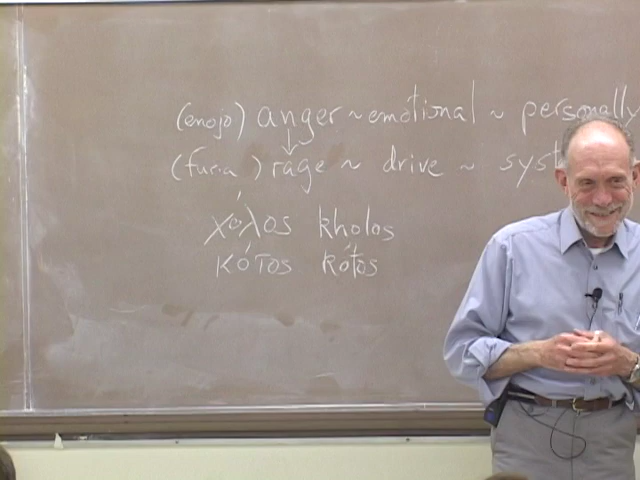 (enojo) anger ~ emotional ~ personally
(furia) rage ~ drive ~ syst
χόλος kholos
κότος kótos